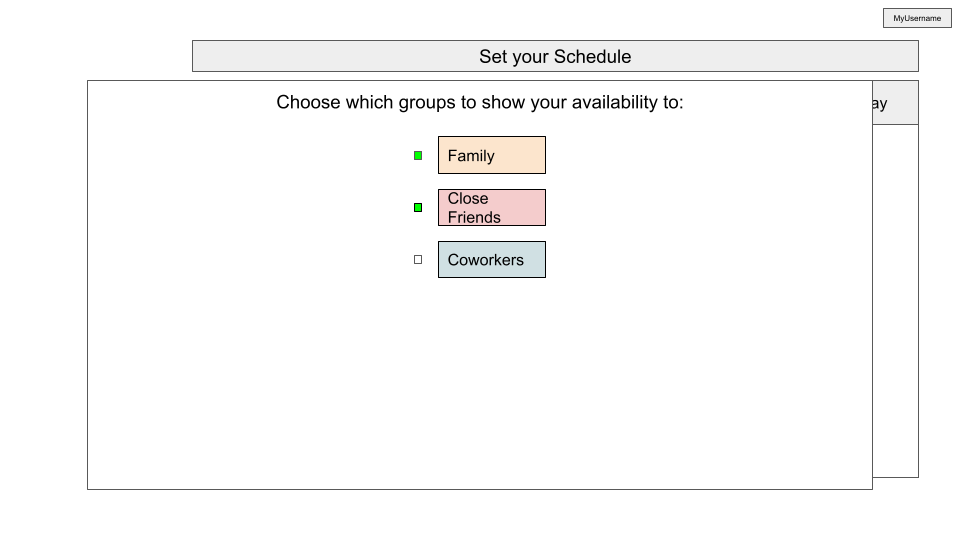 MyUsername
Set your Schedule
ay
Choose which groups to show your availability to:
Family
Close
Friends
Coworkers